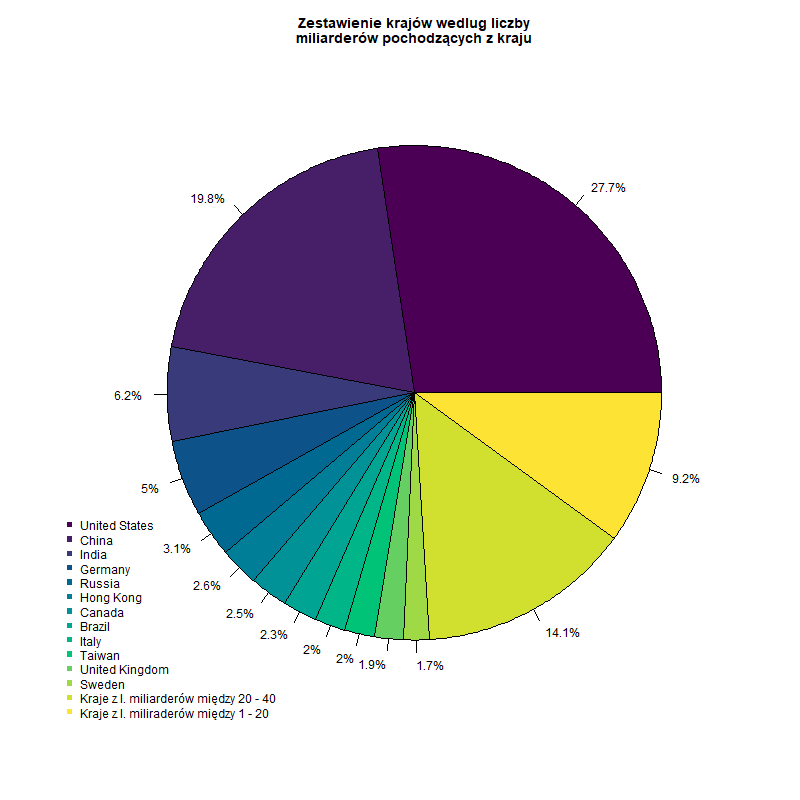 Zestawienie krajów wedlug liczby
miliarderów pochodzących z kraju
27.7%
19.8%
6.2%
5%
3.1%
2.6%
2.5%
2.3%
2%
2%
1.9%
1.7%
14.1%
9.2%
United States
China
India
Germany
Russia
Hong Kong
Canada
Brazil
Italy
Taiwan
United Kingdom
Sweden
Kraje z l. miliarderów między 20 - 40
Kraje z l. miliraderów między 1 - 20